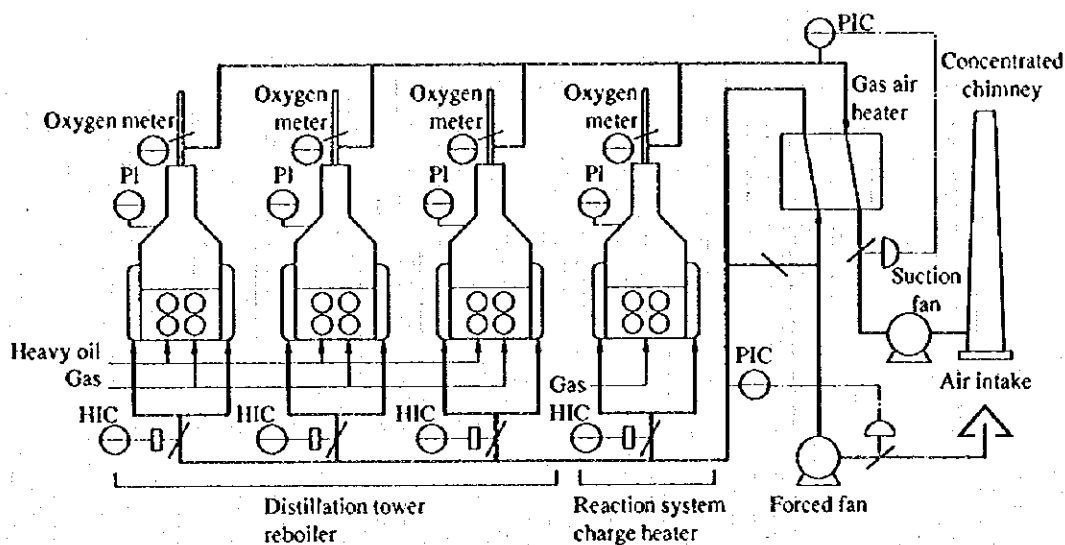 PIC
Concentrated
chimney
Gas air
heater
Oxygen meter
Oxygen
meter
Oxygen
meter
Oxygen
meter
PI
PI
PI
PI
Suction
fan
Heavy oil
Gas
Gas
PIC
Air intake
HIC
HIC
HIC
HIC
Distillation tower
reboiler
Reaction system
charge heater
Forced fan